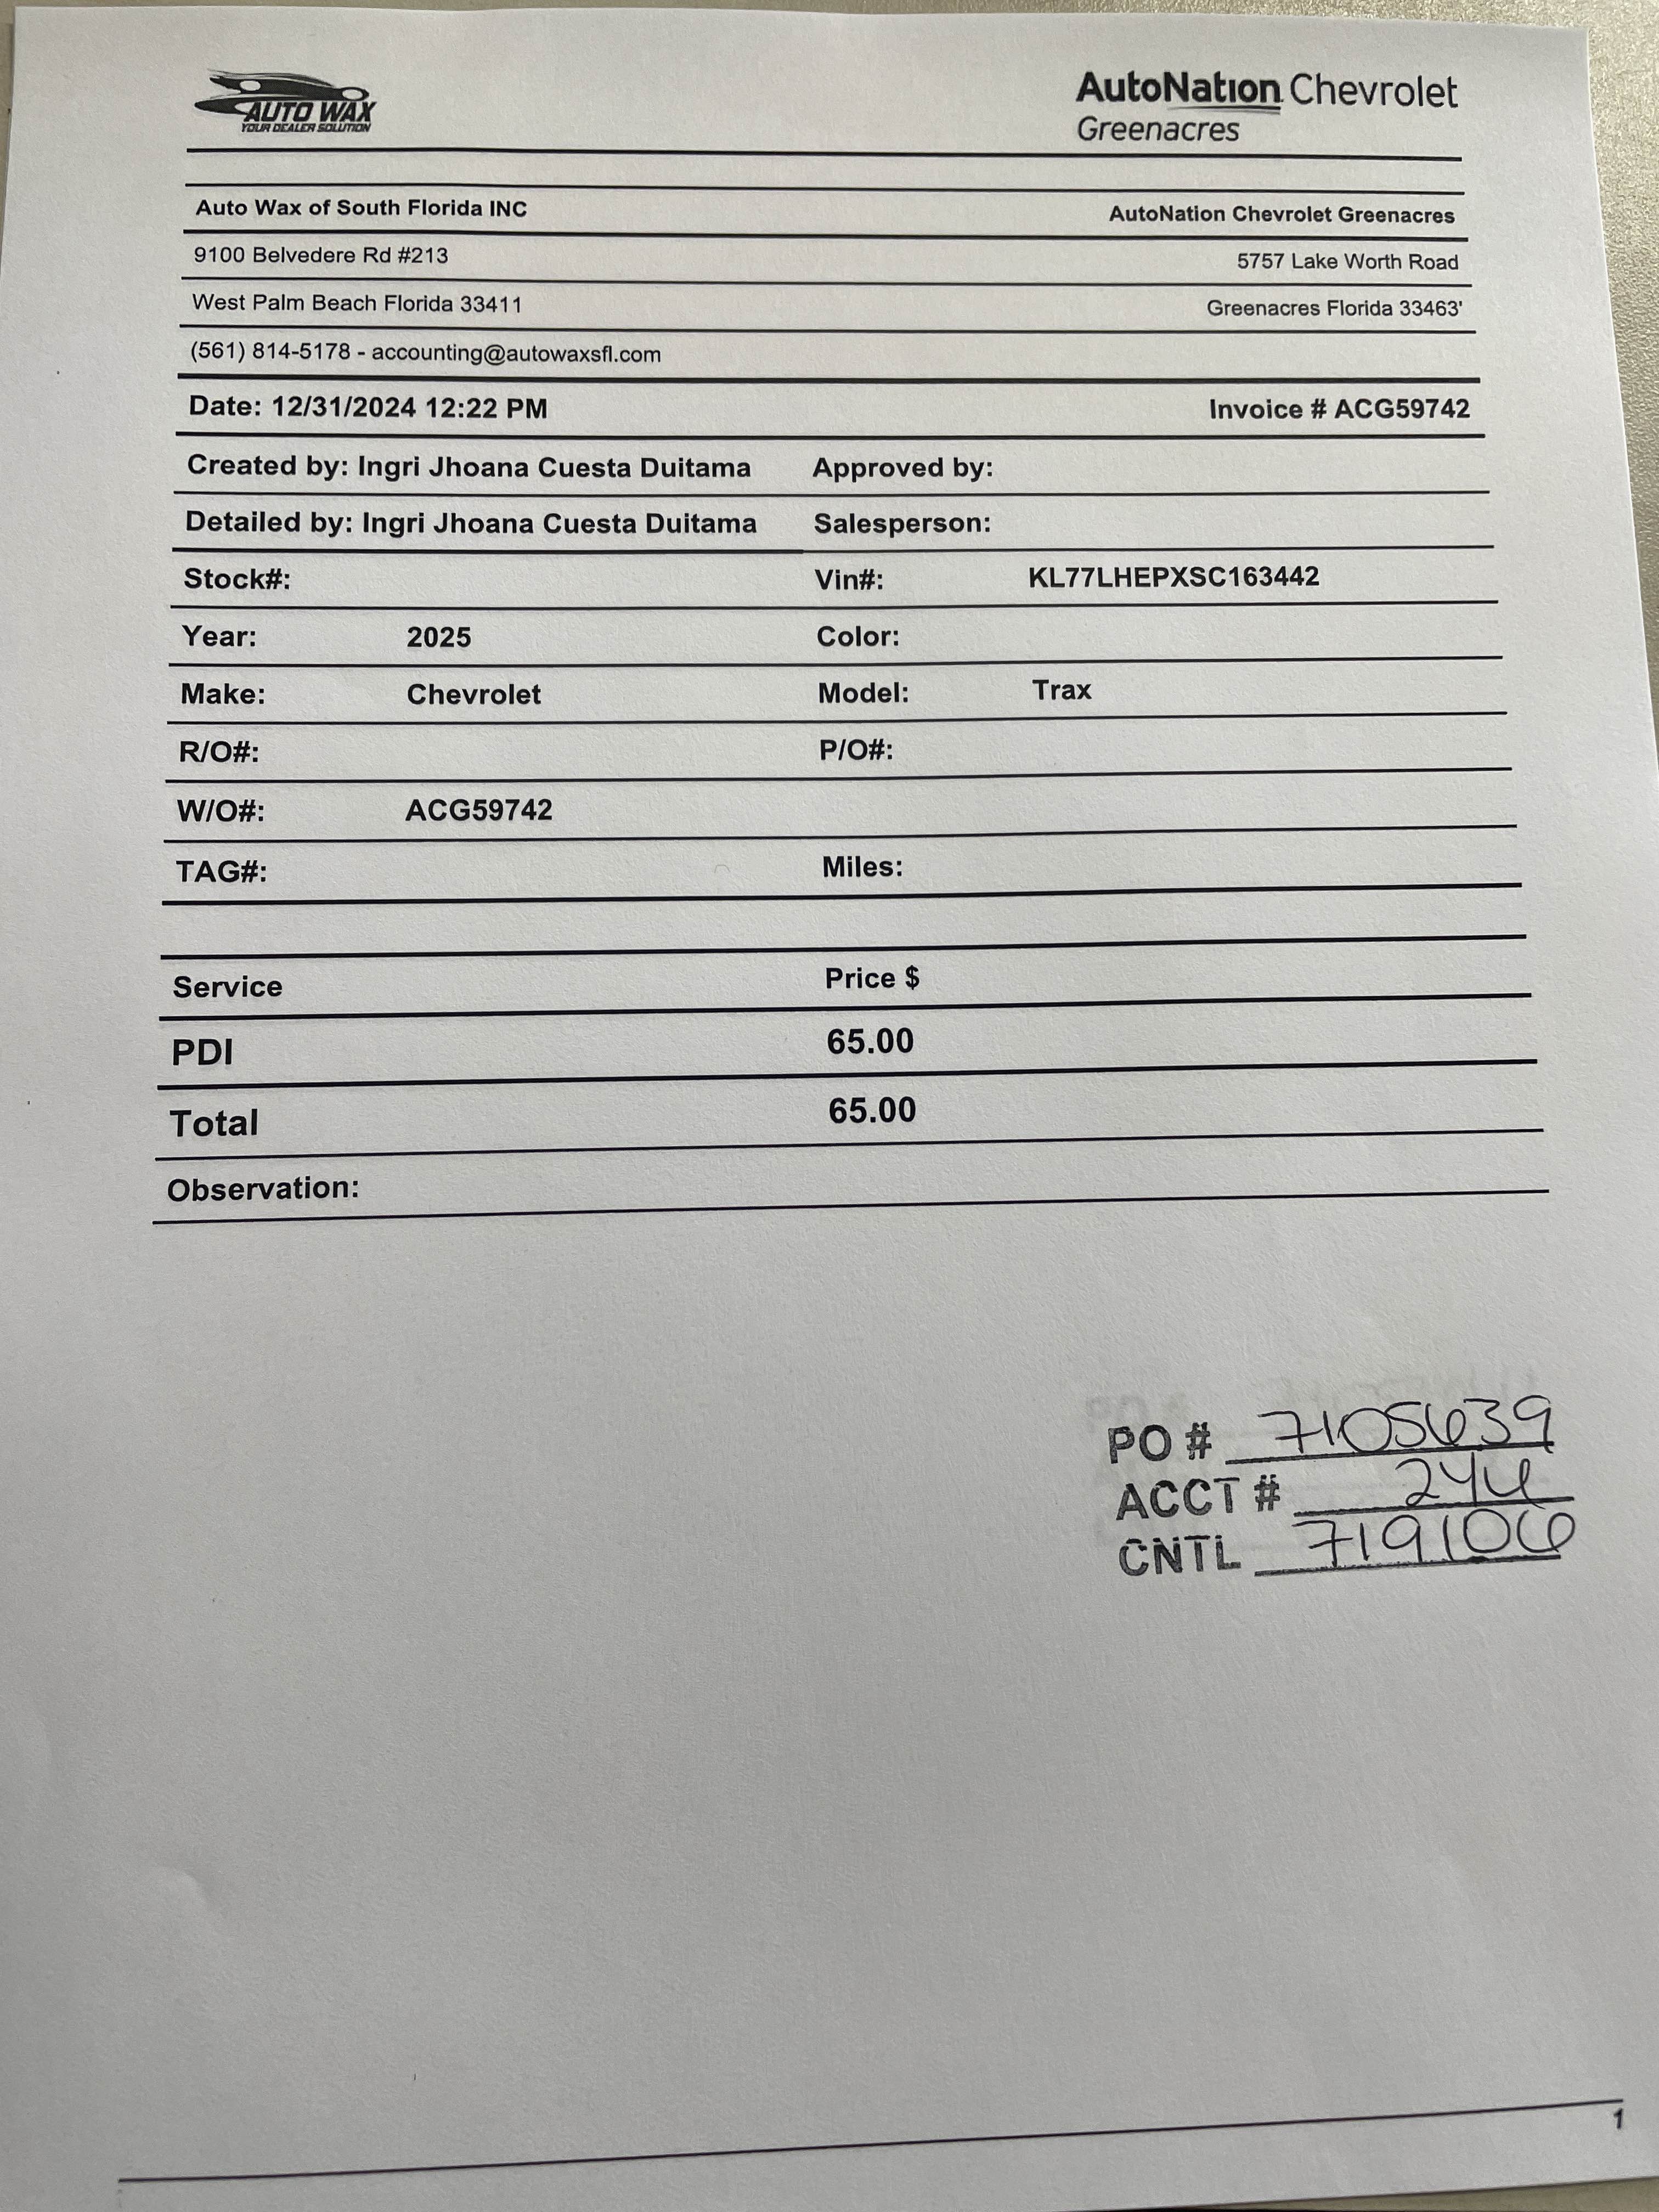 AUTO WAX
YOUR DEALER SOLUTION
AutoNation Chevrolet
Greenacres
Auto Wax of South Florida INC
AutoNation Chevrolet Greenacres
9100 Belvedere Rd #213
5757 Lake Worth Road
West Palm Beach Florida 33411
Greenacres Florida 33463'
(561) 814-5178 - accounting@autowaxsfl.com
Date: 12/31/2024 12:22 PM
Invoice # ACG59742
Created by: Ingri Jhoana Cuesta Duitama Approved by:
Detailed by: Ingri Jhoana Cuesta Duitama Salesperson:
Stock#: Vin#: KL77LHEPXSC163442
Year: 2025 Color:
Make: Chevrolet Model: Trax
R/O#: P/O#:
W/O#: ACG59742
TAG#: Miles:
Service Price $
PDI 65.00
Total 65.00
Observation:
PO # 7105639
ACCT #
CNTL 719106
1